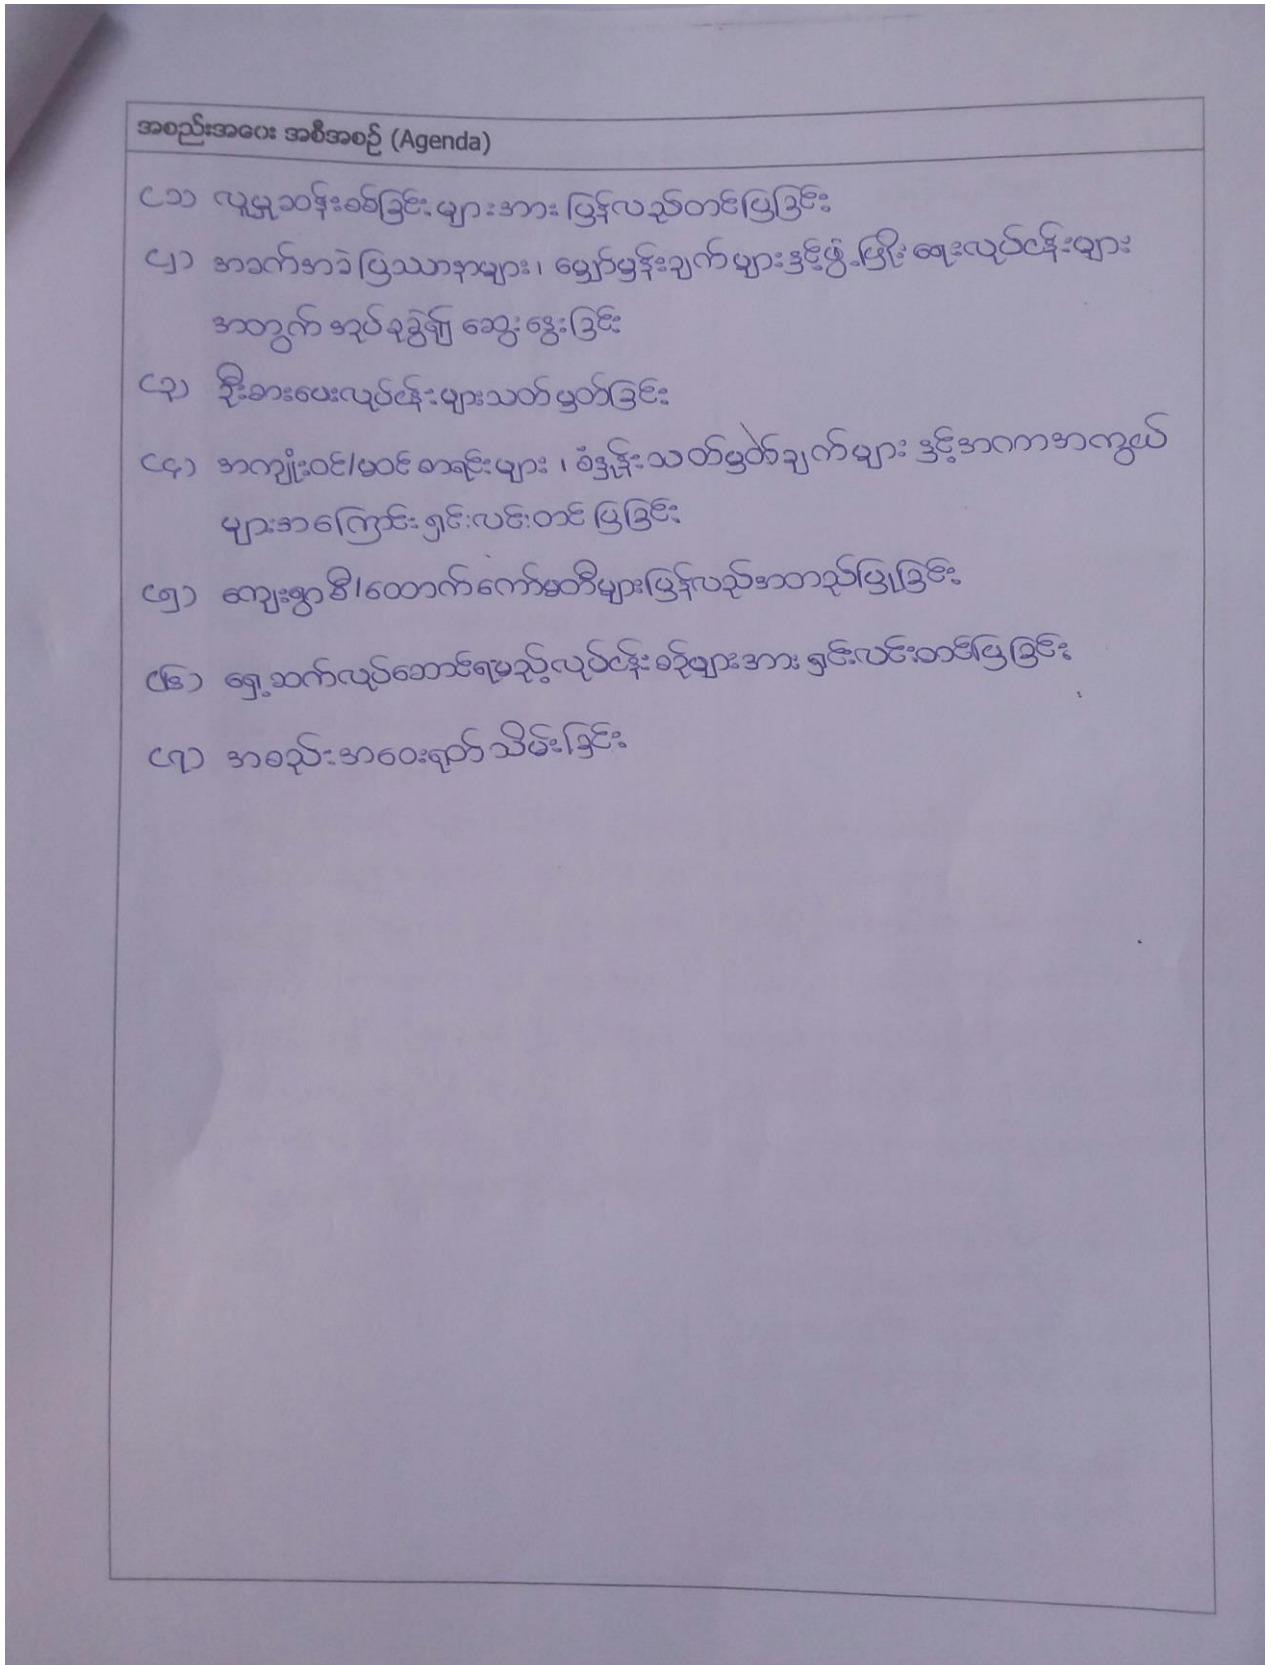 အစည်းအဝေး အစီအစဉ် (Agenda)
(၁) လူမှုဆန်းစစ်ခြင်းများအား ပြန်လည်တင်ပြခြင်း
(၂) အခက်အခဲ ပြဿာနာများ၊ မျှော်မှန်းချက်များနှင့်ဖွံ့ဖြိုးရေးလုပ်ငန်းများ
အတွက် အုပ်စုခွဲ၍ ဆွေးနွေးခြင်း
(၃) ဦးစားပေးလုပ်ငန်းများသတ်မှတ်ခြင်း
(၄) အကျုံးဝင်/မဝင် စာရင်းများ ၊ စံနှုန်းသတ်မှတ်ချက်များ နှင့်အကာအကွယ်
များအကြောင်း ရှင်းလင်းတင်ပြခြင်း
(၅) ကျေးရွာ စီ/ထောက်ကော်မတီများပြန်လည်အတည်ပြုခြင်း
(၆) ရှေ့ဆက်လုပ်ဆောင်ရမည့်လုပ်ငန်းစဉ်များအား ရှင်းလင်းတင်ပြခြင်း
(၇) အစည်းအဝေးရုတ်သိမ်းခြင်း